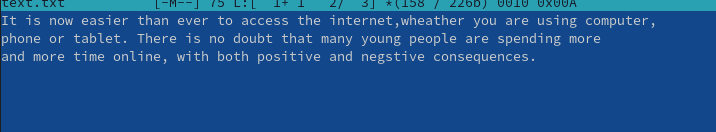 text.txt [-M--] 75 L:[ 1+ 1 2/ 3] *(158 / 226b) 0010 0x00A
It is now easier than ever to access the internet,wheather you are using computer,
phone or tablet. There is no doubt that many young people are spending more
and more time online, with both positive and negstive consequences.